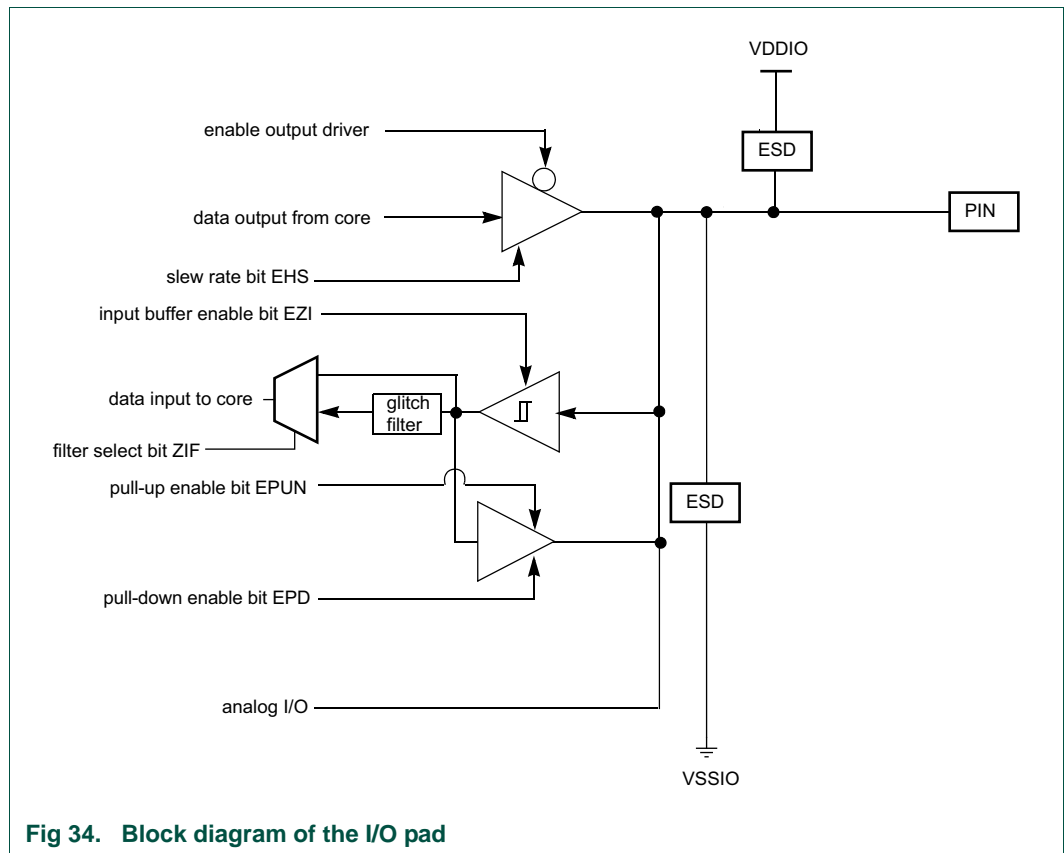 VDDIO
enable output driver
ESD
data output from core
PIN
slew rate bit EHS
input buffer enable bit EZI
data input to core
glitch
filter
filter select bit ZIF
pull-up enable bit EPUN
ESD
pull-down enable bit EPD
analog I/O
VSSIO
Fig 34. Block diagram of the I/O pad